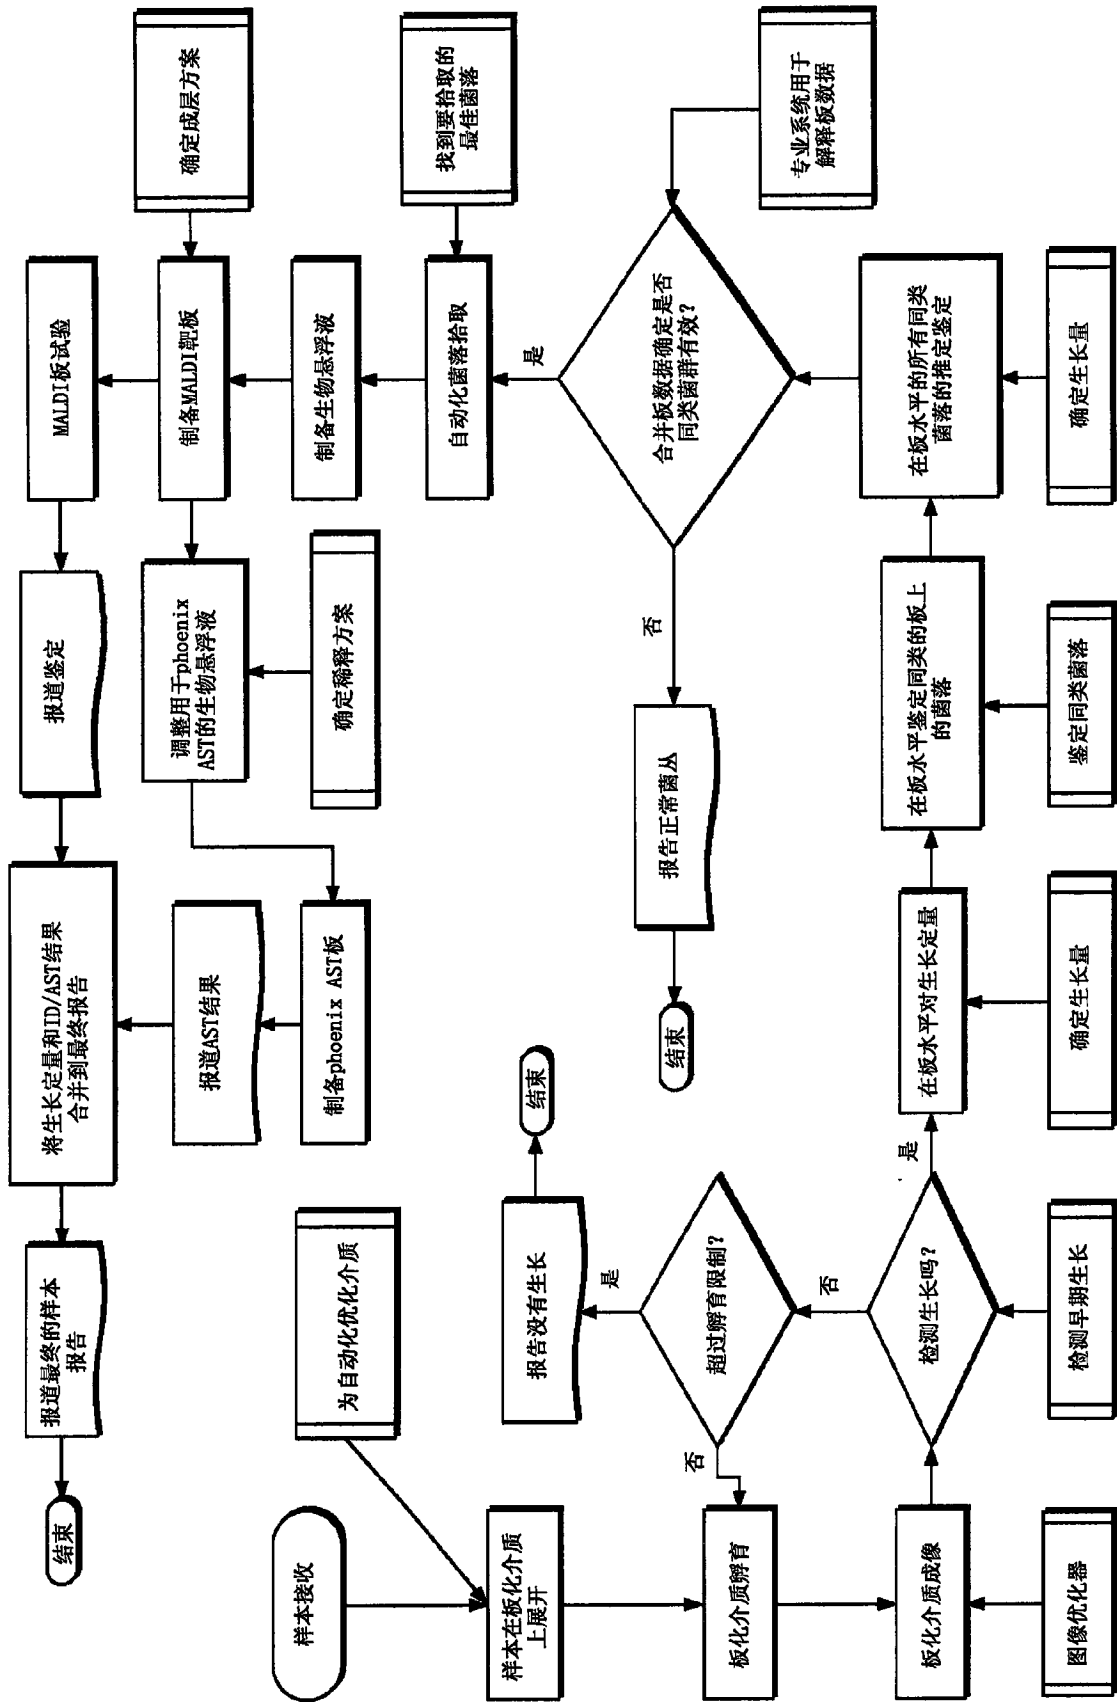 样本接收
样本在板化介质
上展开
板化介质孵育
板化介质成像
图像优化器
为自动化优化介质
报告没有生长
是
结束
超过孵育限制?
否
否
检测生长吗?
是
检测早期生长
在板水平对生长定量
确定生长量
在板水平鉴定同类的板上
的菌落
鉴定同类菌落
在板水平的所有同类
菌落的推定鉴定
确定生长量
合并板数据确定是否
同类菌群有效?
专业系统用于
解释板数据
否
报告正常菌丛
结束
是
自动化菌落拾取
找到要拾取的
最佳菌落
制备生物悬浮液
制备MALDI靶板
确定成层方案
MALDI板试验
报道鉴定
调整用于phoenix
AST的生物悬浮液
确定稀释方案
制备phoenix AST板
报道AST结果
将生长定量和ID/AST结果
合并到最终报告
报道最终的样本
报告
结束